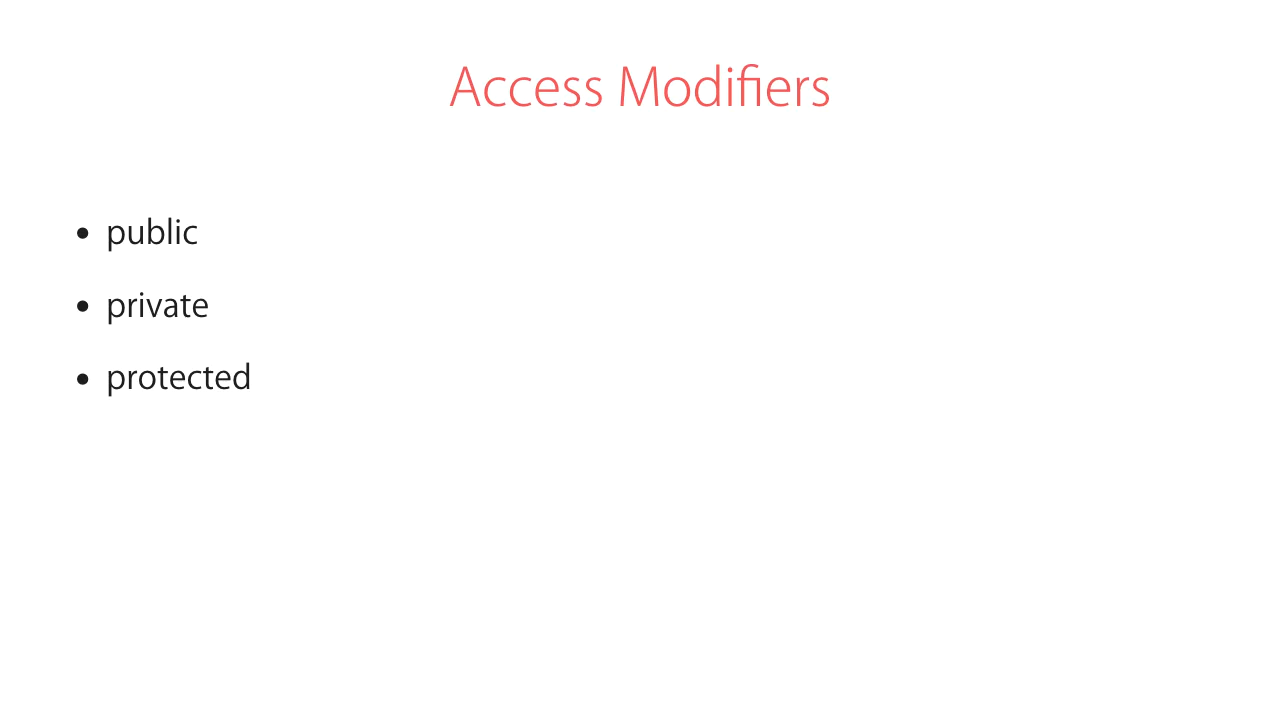 Access Modifiers
• public
• private
• protected